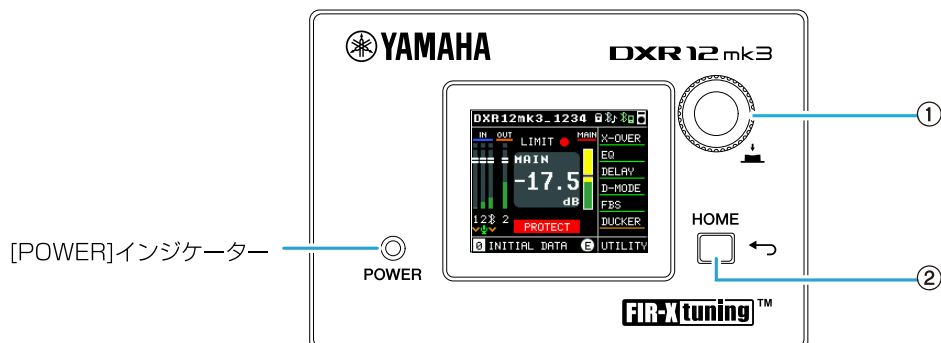 YAMAHA
DXR12mk3
DXR12mk3_1234
IN OUT LIMIT MAIN X-OVER
MAIN EQ
-17.5 DELAY
dB D-MODE
FBS
1 2 2 DUCKER
PROTECT
0 INITIAL DATA E UTILITY
①
HOME
②
[POWER]インジケーター
POWER
FIR-X tuning™